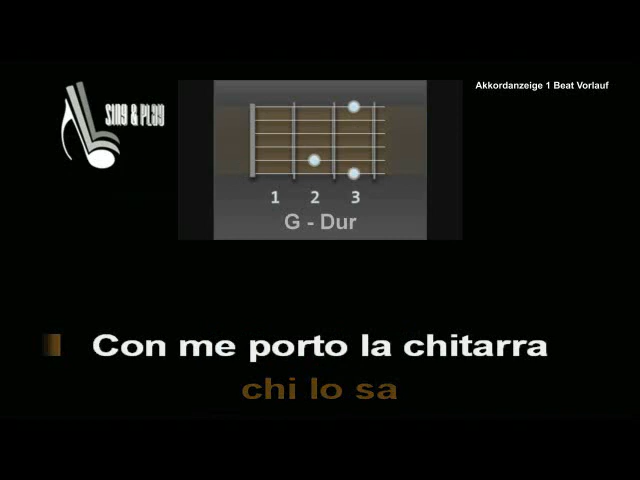 Akkordanzeige 1 Beat Vorlauf
SING & PLAY
1 2 3
G - Dur
Con me porto la chitarra
chi lo sa